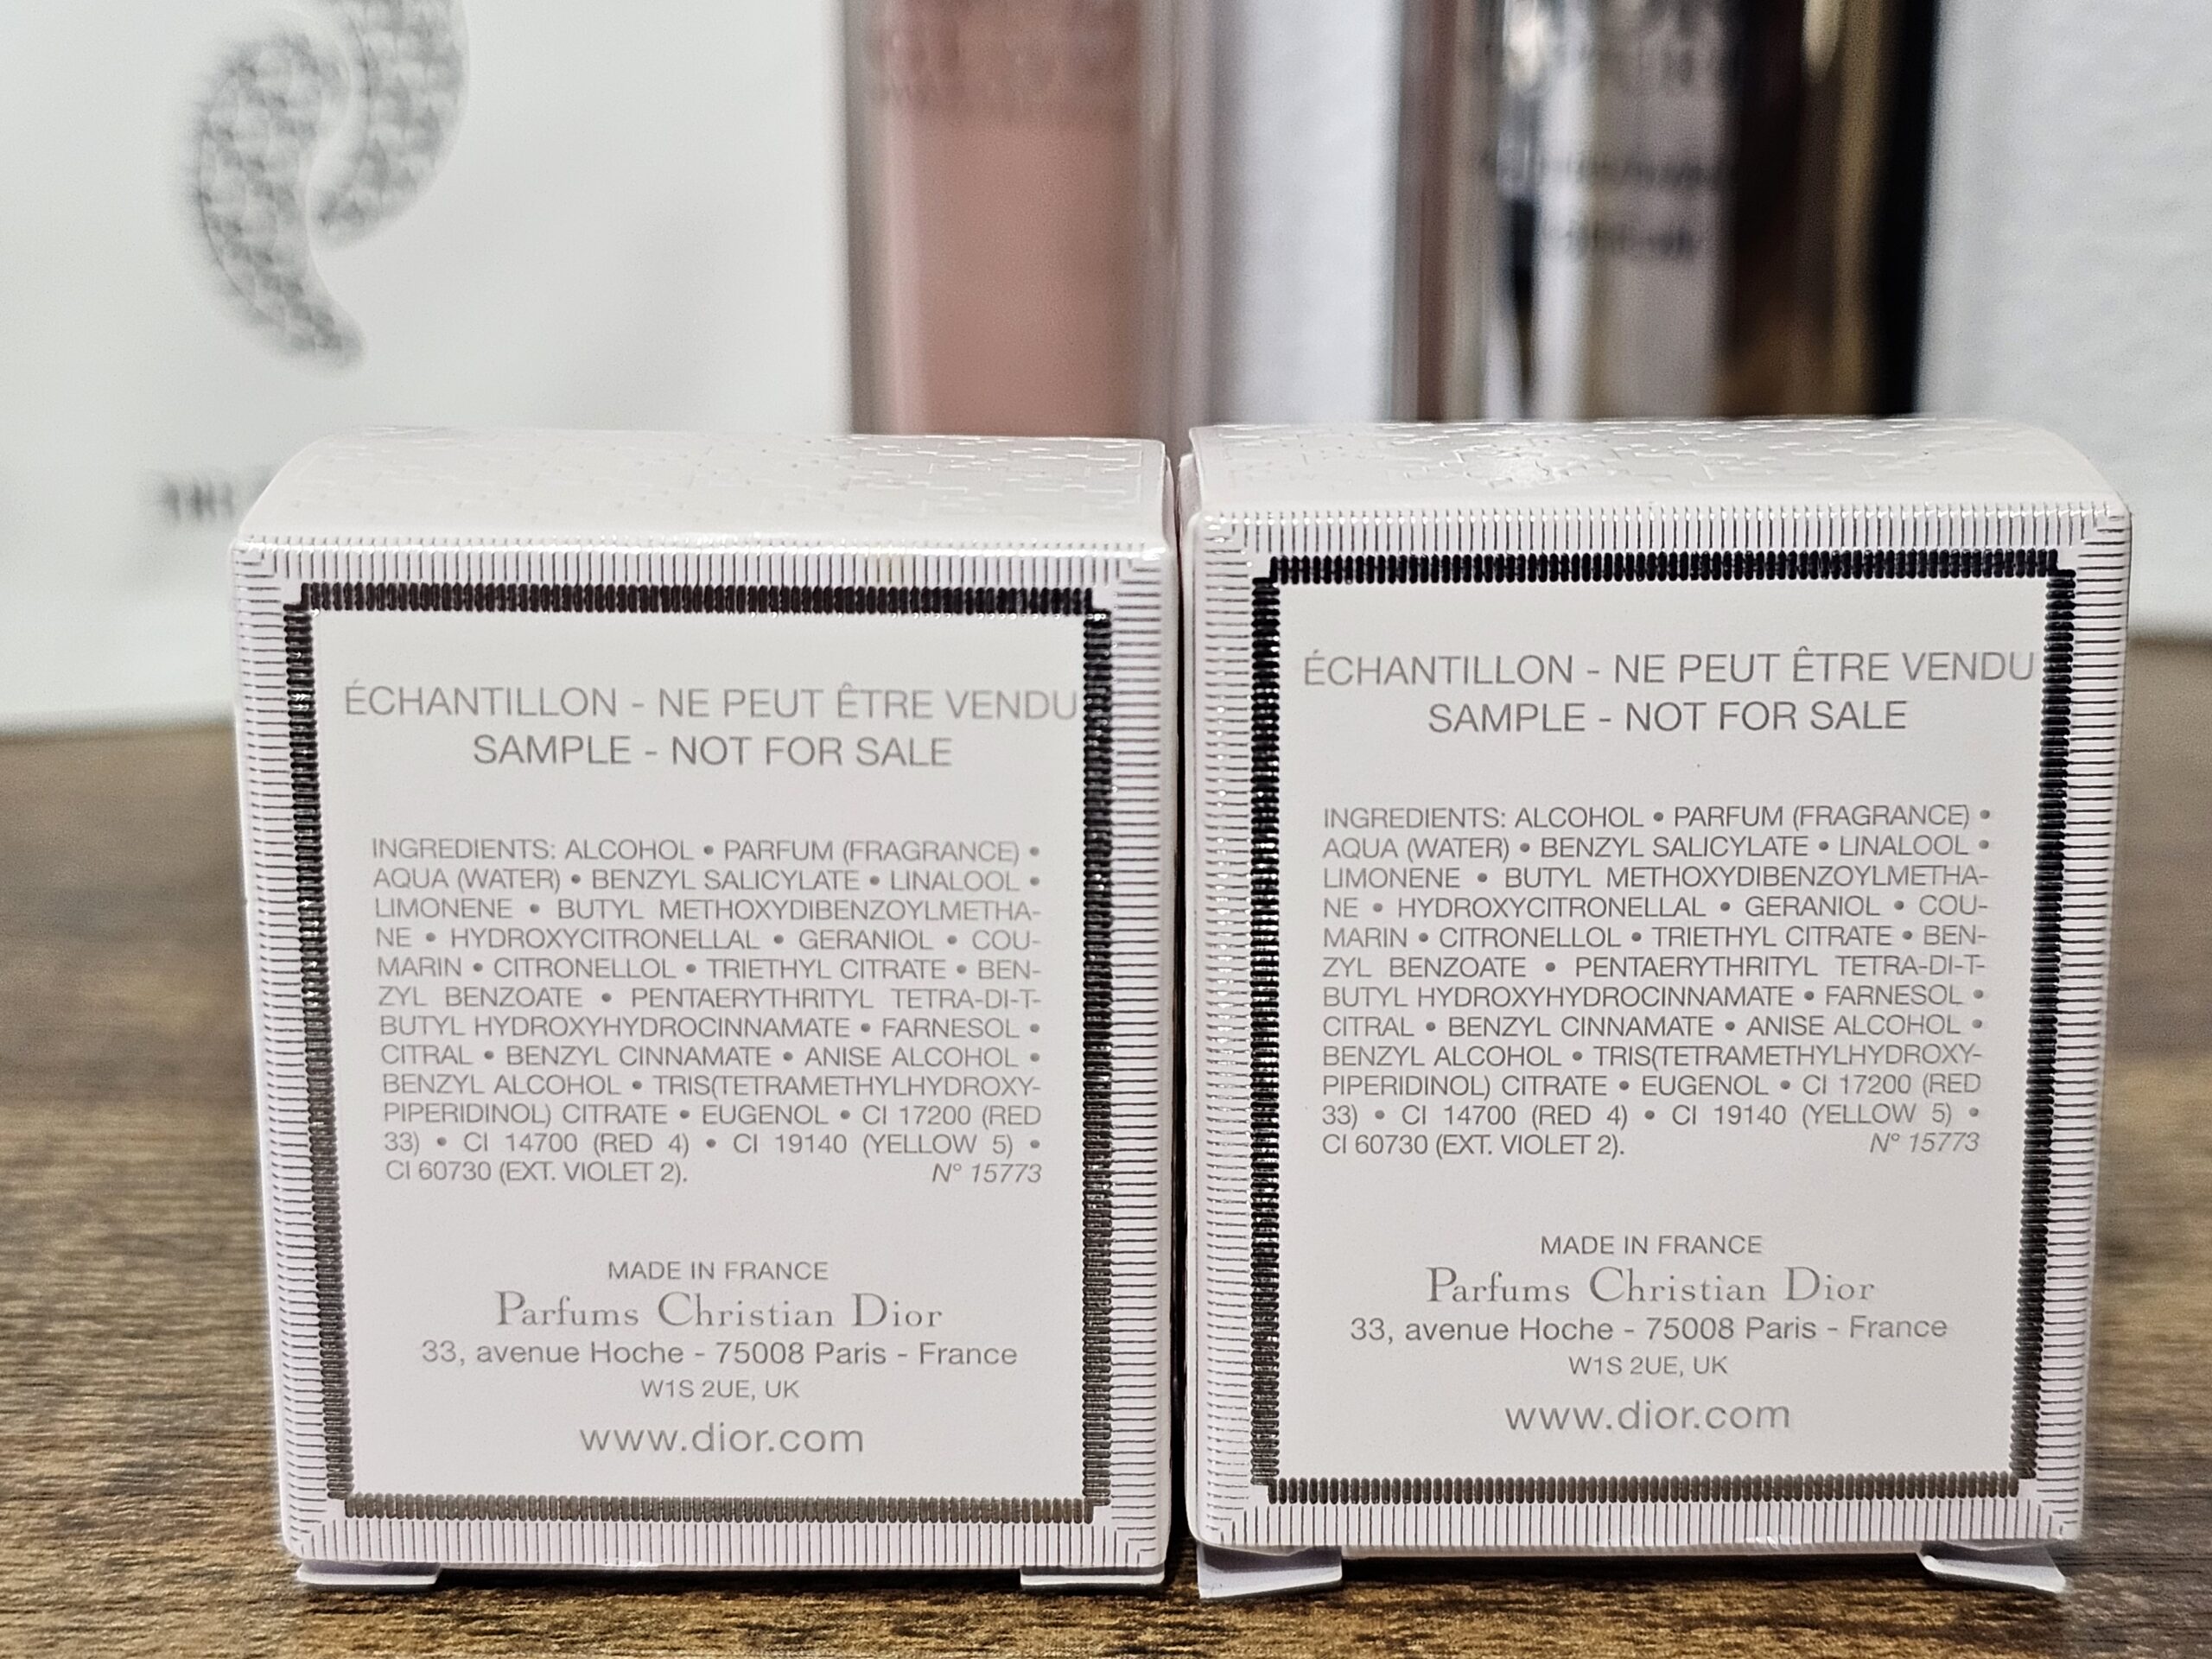 ÉCHANTILLON - NE PEUT ÊTRE VENDU
SAMPLE - NOT FOR SALE
INGREDIENTS: ALCOHOL • PARFUM (FRAGRANCE) •
AQUA (WATER) • BENZYL SALICYLATE • LINALOOL •
LIMONENE • BUTYL METHOXYDIBENZOYLMETHA-
NE • HYDROXYCITRONELLAL • GERANIOL • COU-
MARIN • CITRONELLOL • TRIETHYL CITRATE • BEN-
ZYL BENZOATE • PENTAERYTHRITYL TETRA-DI-T-
BUTYL HYDROXYHYDROCINNAMATE • FARNESOL •
CITRAL • BENZYL CINNAMATE • ANISE ALCOHOL •
BENZYL ALCOHOL • TRIS(TETRAMETHYLHYDROXY-
PIPERIDINOL) CITRATE • EUGENOL • CI 17200 (RED
33) • CI 14700 (RED 4) • CI 19140 (YELLOW 5) •
CI 60730 (EXT. VIOLET 2). N° 15773
MADE IN FRANCE
Parfums Christian Dior
33, avenue Hoche - 75008 Paris - France
W1S 2UE, UK
www.dior.com
ÉCHANTILLON - NE PEUT ÊTRE VENDU
SAMPLE - NOT FOR SALE
INGREDIENTS: ALCOHOL • PARFUM (FRAGRANCE) •
AQUA (WATER) • BENZYL SALICYLATE • LINALOOL •
LIMONENE • BUTYL METHOXYDIBENZOYLMETHA-
NE • HYDROXYCITRONELLAL • GERANIOL • COU-
MARIN • CITRONELLOL • TRIETHYL CITRATE • BEN-
ZYL BENZOATE • PENTAERYTHRITYL TETRA-DI-T-
BUTYL HYDROXYHYDROCINNAMATE • FARNESOL •
CITRAL • BENZYL CINNAMATE • ANISE ALCOHOL •
BENZYL ALCOHOL • TRIS(TETRAMETHYLHYDROXY-
PIPERIDINOL) CITRATE • EUGENOL • CI 17200 (RED
33) • CI 14700 (RED 4) • CI 19140 (YELLOW 5) •
CI 60730 (EXT. VIOLET 2). N° 15773
MADE IN FRANCE
Parfums Christian Dior
33, avenue Hoche - 75008 Paris - France
W1S 2UE, UK
www.dior.com